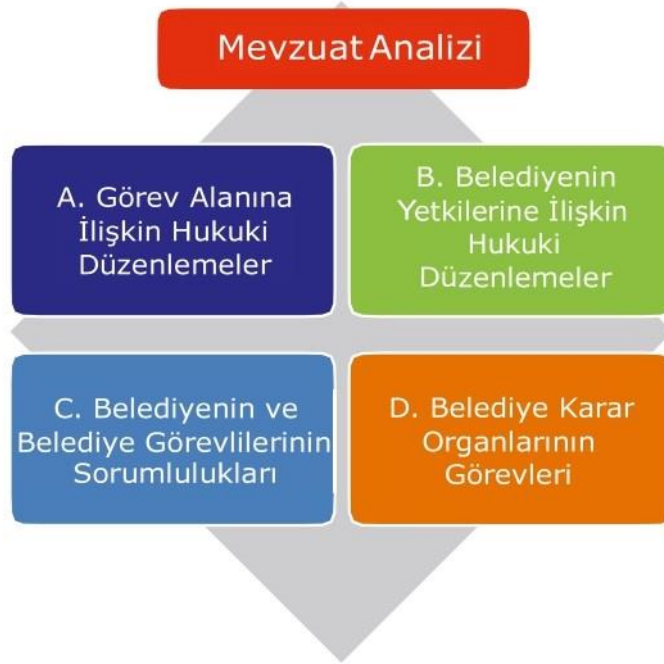 Mevzuat Analizi
A. Görev Alanına
İlişkin Hukuki
Düzenlemeler
B. Belediyenin
Yetkilerine İlişkin
Hukuki
Düzenlemeler
C. Belediyenin ve
Belediye Görevlilerinin
Sorumlulukları
D. Belediye Karar
Organlarının
Görevleri